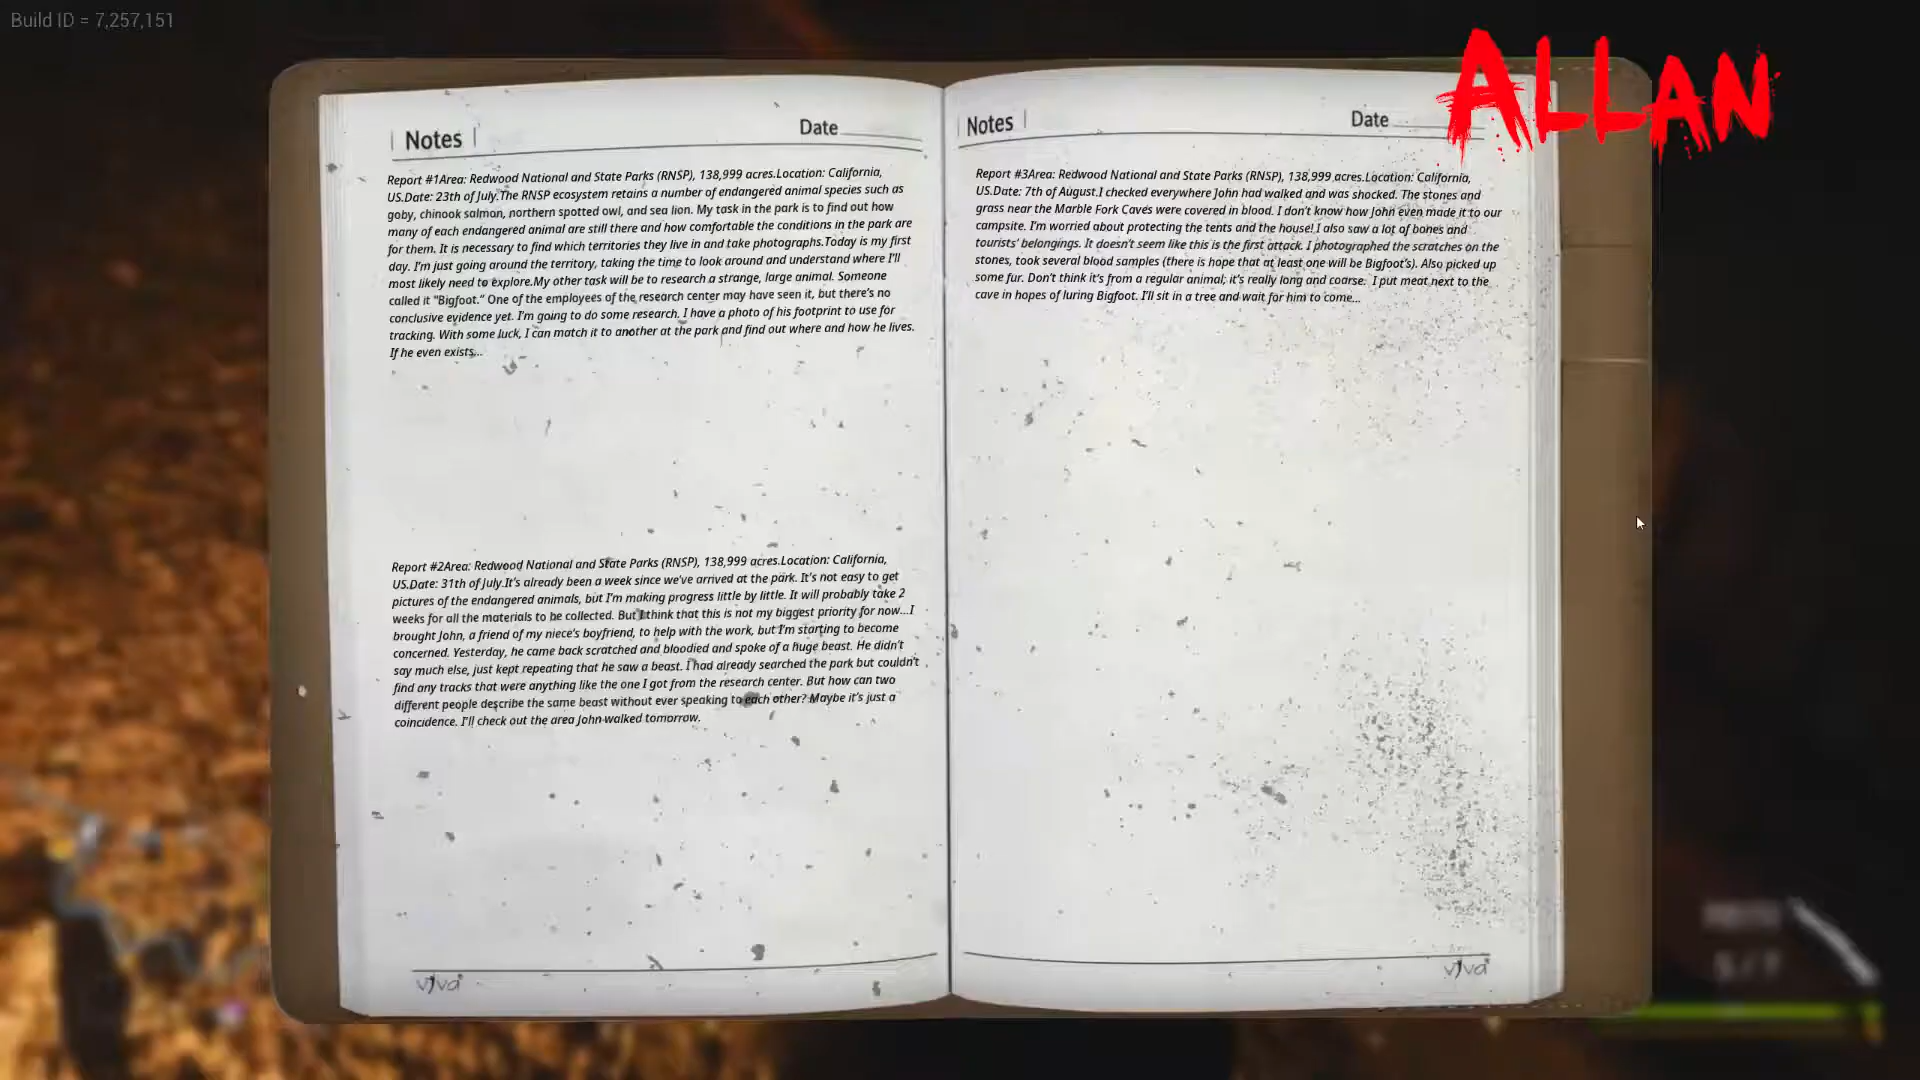 Build ID = 7,257,151
ALLAN
Notes
Date
Report #1Area: Redwood National and State Parks (RNSP), 138,999 acres.Location: California,
US.Date: 23th of July.The RNSP ecosystem retains a number of endangered animal species such as
goby, chinook salmon, northern spotted owl, and sea lion. My task in the park is to find out how
many of each endangered animal are still there and how comfortable the conditions in the park are
for them. It is necessary to find which territories they live in and take photographs.Today is my first
day. I'm just going around the territory, taking the time to look around and understand where I'll
most likely need to explore.My other task will be to research a strange, large animal. Someone
called it "Bigfoot." One of the employees of the research center may have seen it, but there's no
conclusive evidence yet. I'm going to do some research. I have a photo of his footprint to use for
tracking. With some luck, I can match it to another at the park and find out where and how he lives.
If he even exists...
Report #2Area: Redwood National and State Parks (RNSP), 138,999 acres.Location: California,
US.Date: 31th of July.It's already been a week since we've arrived at the park. It's not easy to get
pictures of the endangered animals, but I'm making progress little by little. It will probably take 2
weeks for all the materials to be collected. But I think that this is not my biggest priority for now...I
brought John, a friend of my niece's boyfriend, to help with the work, but I'm starting to become
concerned. Yesterday, he came back scratched and bloodied and spoke of a huge beast. He didn't
say much else, just kept repeating that he saw a beast. I had already searched the park but couldn't
find any tracks that were anything like the one I got from the research center. But how can two
different people describe the same beast without ever speaking to each other? Maybe it's just a
coincidence. I'll check out the area John walked tomorrow.
viva
Notes
Date
Report #3Area: Redwood National and State Parks (RNSP), 138,999 acres.Location: California,
US.Date: 7th of August.I checked everywhere John had walked and was shocked. The stones and
grass near the Marble Fork Caves were covered in blood. I don't know how John even made it to our
campsite. I'm worried about protecting the tents and the house! I also saw a lot of bones and
tourists' belongings. It doesn't seem like this is the first attack. I photographed the scratches on the
stones, took several blood samples (there is hope that at least one will be Bigfoot's). Also picked up
some fur. Don't think it's from a regular animal; it's really long and coarse.  I put meat next to the
cave in hopes of luring Bigfoot. I'll sit in a tree and wait for him to come...
viva